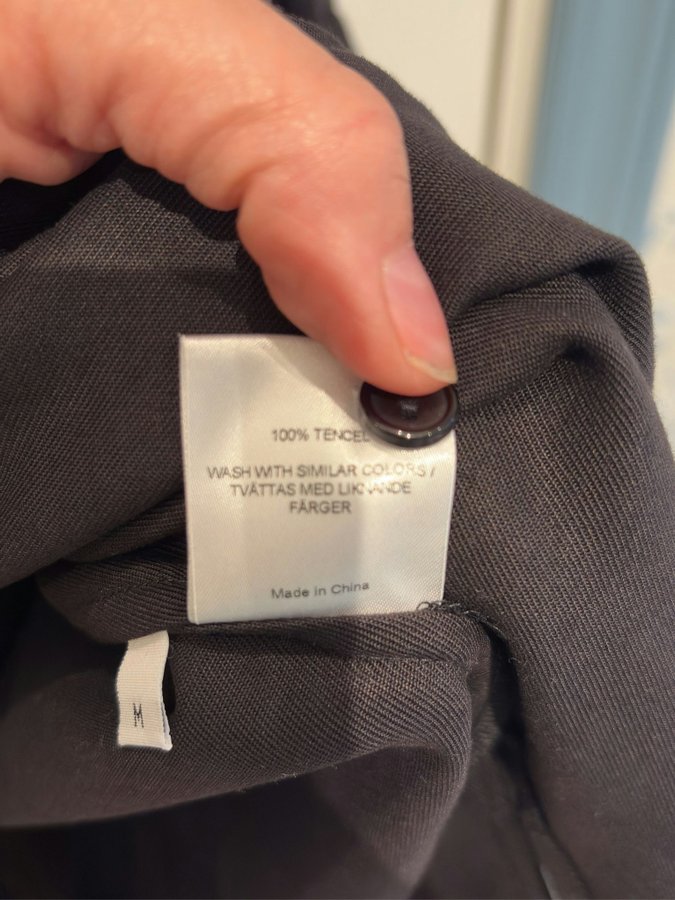 100% TENCEL
WASH WITH SIMILAR COLORS /
TVÄTTAS MED LIKNANDE
FÄRGER
Made in China
M